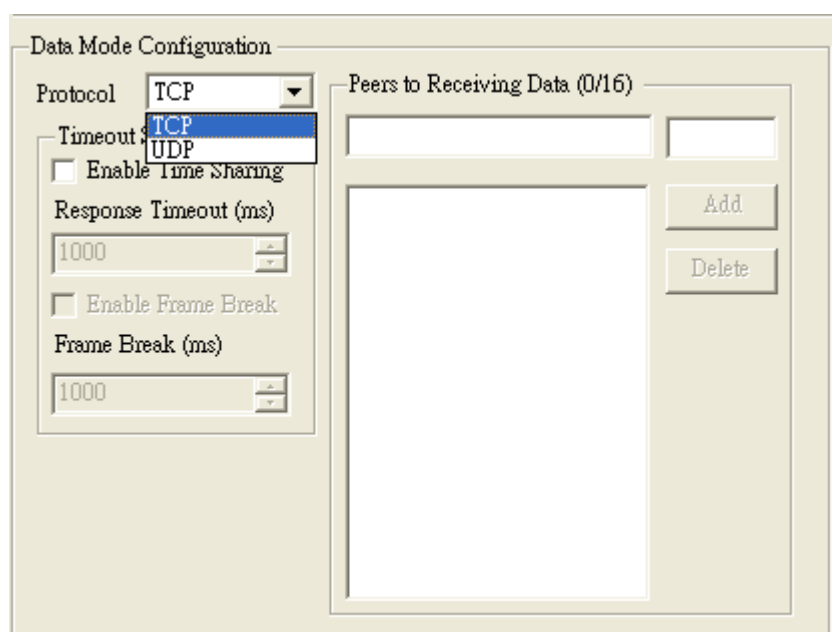 Data Mode Configuration
Protocol TCP
TCP
UDP
Timeout
Enable Time Sharing
Response Timeout (ms)
1000
Enable Frame Break
Frame Break (ms)
1000
Peers to Receiving Data (0/16)
Add
Delete